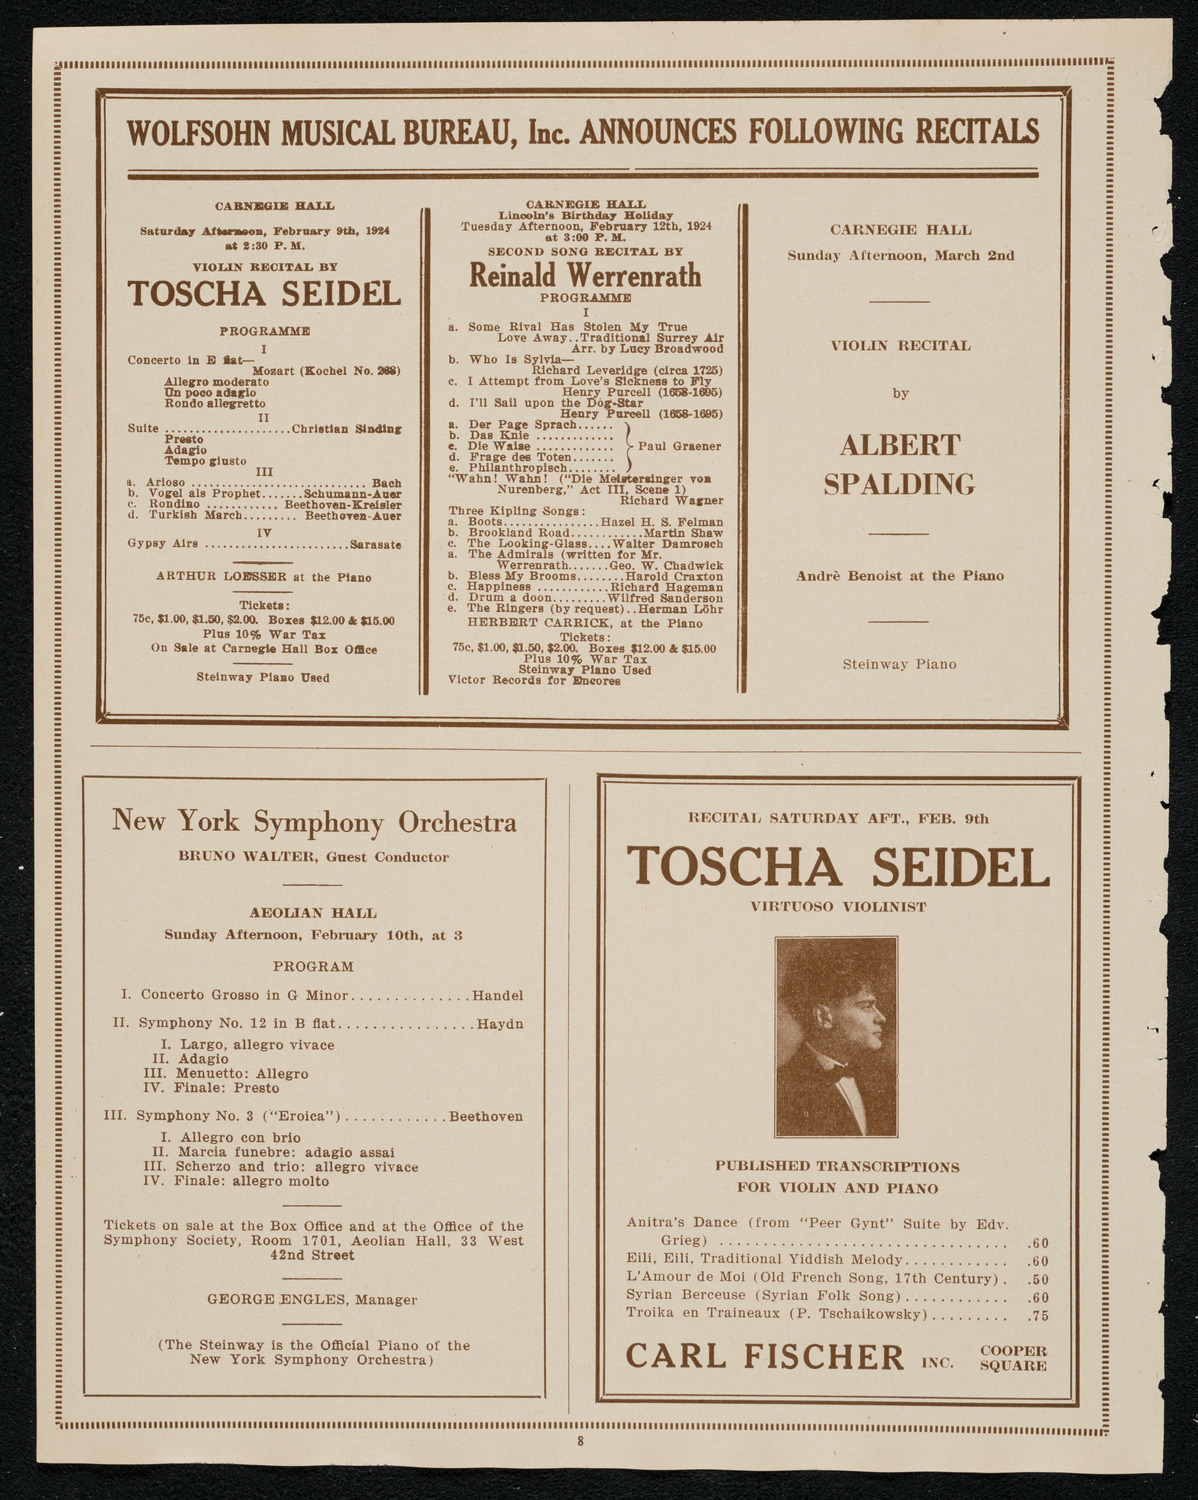 WOLFSOHN MUSICAL BUREAU, Inc. ANNOUNCES FOLLOWING RECITALS
CARNEGIE HALL
Saturday Afternoon, February 9th, 1924
at 2:30 P. M.
VIOLIN RECITAL BY
TOSCHA SEIDEL
PROGRAMME
I
Concerto in E flat—
Mozart (Kochel No. 268)
Allegro moderato
Un poco adagio
Rondo allegretto
II
Suite ....................Christian Sinding
Presto
Adagio
Tempo giusto
III
a. Arioso ............................ Bach
b. Vogel als Prophet.......Schumann-Auer
c. Rondino ............ Beethoven-Kreisler
d. Turkish March......... Beethoven-Auer
IV
Gypsy Airs .......................Sarasate
ARTHUR LOESSER at the Piano
Tickets:
75c, $1.00, $1.50, $2.00. Boxes $12.00 & $15.00
Plus 10% War Tax
On Sale at Carnegie Hall Box Office
Steinway Piano Used
CARNEGIE HALL
Lincoln's Birthday Holiday
Tuesday Afternoon, February 12th, 1924
at 3:00 P. M.
SECOND SONG RECITAL BY
Reinald Werrenrath
PROGRAMME
I
a. Some Rival Has Stolen My True
Love Away..Traditional Surrey Air
Arr. by Lucy Broadwood
b. Who Is Sylvia—
Richard Leveridge (circa 1725)
c. I Attempt from Love's Sickness to Fly
Henry Purcell (1658-1695)
d. I'll Sail upon the Dog-Star
Henry Purcell (1658-1695)
a. Der Page Sprach......
b. Das Knie ............
c. Die Waise ............ Paul Graener
d. Frage des Toten.......
e. Philanthropisch........
"Wahn! Wahn! ("Die Meistersinger von
Nurenberg," Act III, Scene 1)
Richard Wagner
Three Kipling Songs:
a. Boots...............Hazel H. S. Felman
b. Brookland Road...........Martin Shaw
c. The Looking-Glass....Walter Damrosch
a. The Admirals (written for Mr.
Werrenrath.......Geo. W. Chadwick
b. Bless My Brooms........Harold Craxton
c. Happiness ...........Richard Hageman
d. Drum a doon.........Wilfred Sanderson
e. The Ringers (by request)..Herman Löhr
HERBERT CARRICK, at the Piano
Tickets:
75c, $1.00, $1.50, $2.00. Boxes $12.00 & $15.00
Plus 10% War Tax
Steinway Piano Used
Victor Records for Encores
CARNEGIE HALL
Sunday Afternoon, March 2nd
VIOLIN RECITAL
by
ALBERT
SPALDING
Andrè Benoist at the Piano
Steinway Piano
New York Symphony Orchestra
BRUNO WALTER, Guest Conductor
AEOLIAN HALL
Sunday Afternoon, February 10th, at 3
PROGRAM
I. Concerto Grosso in G Minor..............Handel
II. Symphony No. 12 in B flat................Haydn
I. Largo, allegro vivace
II. Adagio
III. Menuetto: Allegro
IV. Finale: Presto
III. Symphony No. 3 ("Eroica")............Beethoven
I. Allegro con brio
II. Marcia funebre: adagio assai
III. Scherzo and trio: allegro vivace
IV. Finale: allegro molto
Tickets on sale at the Box Office and at the Office of the
Symphony Society, Room 1701, Aeolian Hall, 33 West
42nd Street
GEORGE ENGLES, Manager
(The Steinway is the Official Piano of the
New York Symphony Orchestra)
RECITAL SATURDAY AFT., FEB. 9th
TOSCHA SEIDEL
VIRTUOSO VIOLINIST
PUBLISHED TRANSCRIPTIONS
FOR VIOLIN AND PIANO
Anitra's Dance (from "Peer Gynt" Suite by Edv.
Grieg) ................................ .60
Eili, Eili, Traditional Yiddish Melody............ .60
L'Amour de Moi (Old French Song, 17th Century). .50
Syrian Berceuse (Syrian Folk Song)............ .60
Troika en Traineaux (P. Tschaikowsky)......... .75
CARL FISCHER INC. COOPER
SQUARE
8